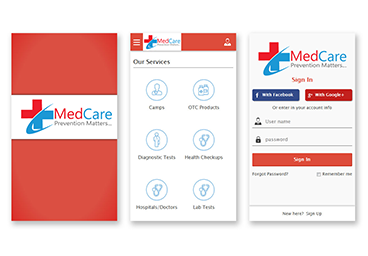 MedCare
Prevention Matters...
MedCare
Prevention Matters...
Our Services
Camps
OTC Products
Diagnostic Tests
Health Checkups
Hospitals/Doctors
Lab Tests
MedCare
Prevention Matters...
Sign In
f With Facebook
g+ With Google+
Or enter in your account info
User name
password
Sign In
Forgot Password?
Remember me
New here? Sign Up